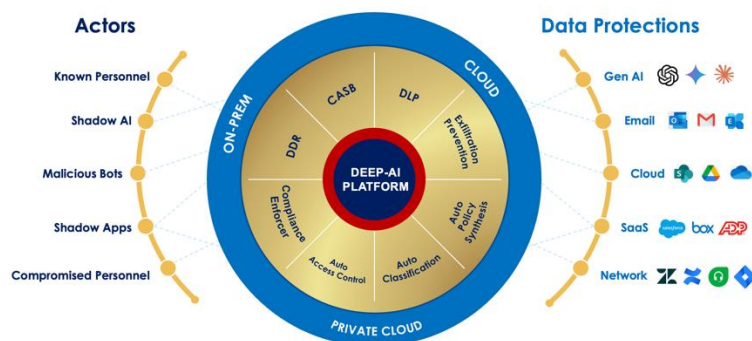 Actors
Data Protections
Known Personnel
Shadow AI
Malicious Bots
Shadow Apps
Compromised Personnel
ON-PREM
CLOUD
PRIVATE CLOUD
CASB
DLP
Exfiltration
Prevention
Auto
Policy
Synthesis
Auto
Classification
Auto
Access Control
Compliance
Enforcer
DDR
DEEP-AI
PLATFORM
Gen AI
Email
Cloud
SaaS
salesforce
box
ADP
Network